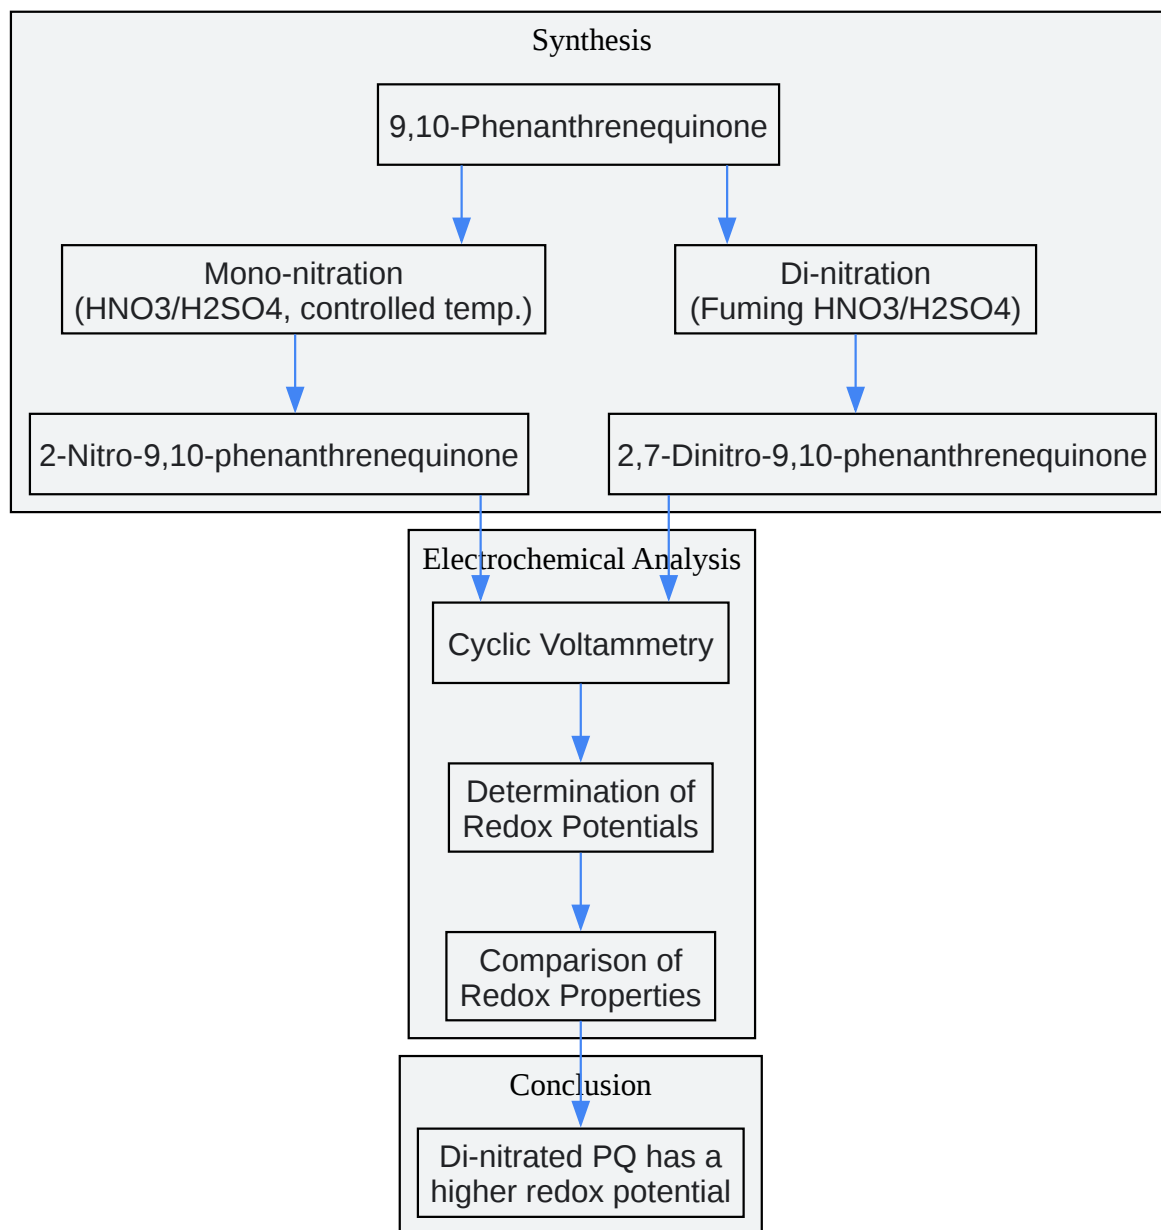 Synthesis
9,10-Phenanthrenequinone
Mono-nitration
(HNO3/H2SO4, controlled temp.)
Di-nitration
(Fuming HNO3/H2SO4)
2-Nitro-9,10-phenanthrenequinone
2,7-Dinitro-9,10-phenanthrenequinone
Electrochemical Analysis
Cyclic Voltammetry
Determination of
Redox Potentials
Comparison of
Redox Properties
Conclusion
Di-nitrated PQ has a
higher redox potential